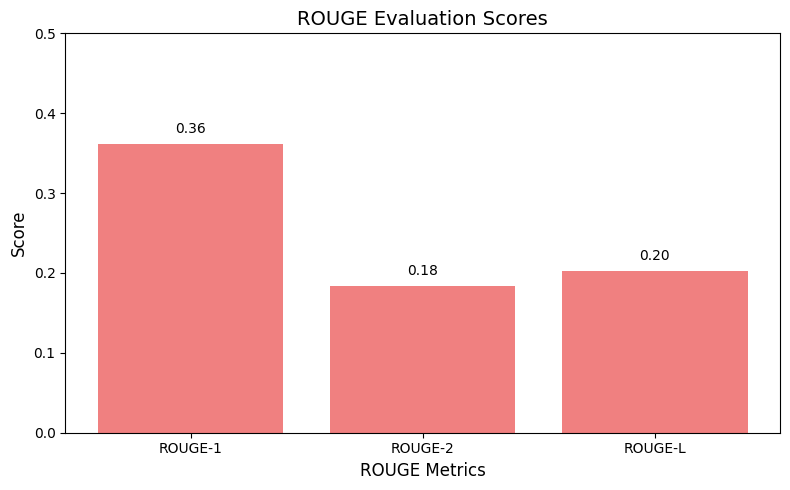 ROUGE Evaluation Scores
0.5
0.4
0.3
0.2
0.1
0.0
Score
0.36
0.18
0.20
ROUGE-1
ROUGE-2
ROUGE-L
ROUGE Metrics